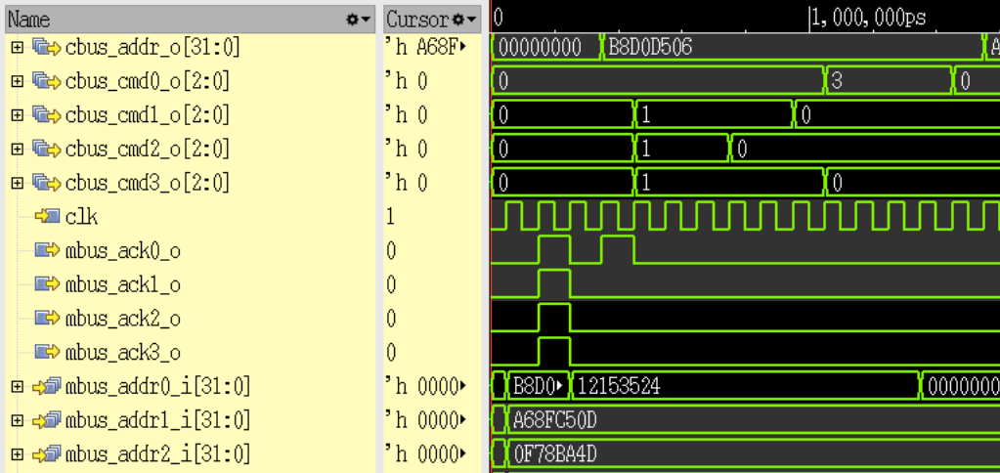 Name Cursor 0 1,000,000ps
cbus_addr_o[31:0] 'h A68F 00000000 B8D0D506 A
cbus_cmd0_o[2:0] 'h 0 0 3 0
cbus_cmd1_o[2:0] 'h 0 0 1 0
cbus_cmd2_o[2:0] 'h 0 0 1 0
cbus_cmd3_o[2:0] 'h 0 0 1 0
clk 1
mbus_ack0_o 0
mbus_ack1_o 0
mbus_ack2_o 0
mbus_ack3_o 0
mbus_addr0_i[31:0] 'h 0000 B8D0 12153524 0000000
mbus_addr1_i[31:0] 'h 0000 A68FC50D
mbus_addr2_i[31:0] 'h 0000 0F78BA4D